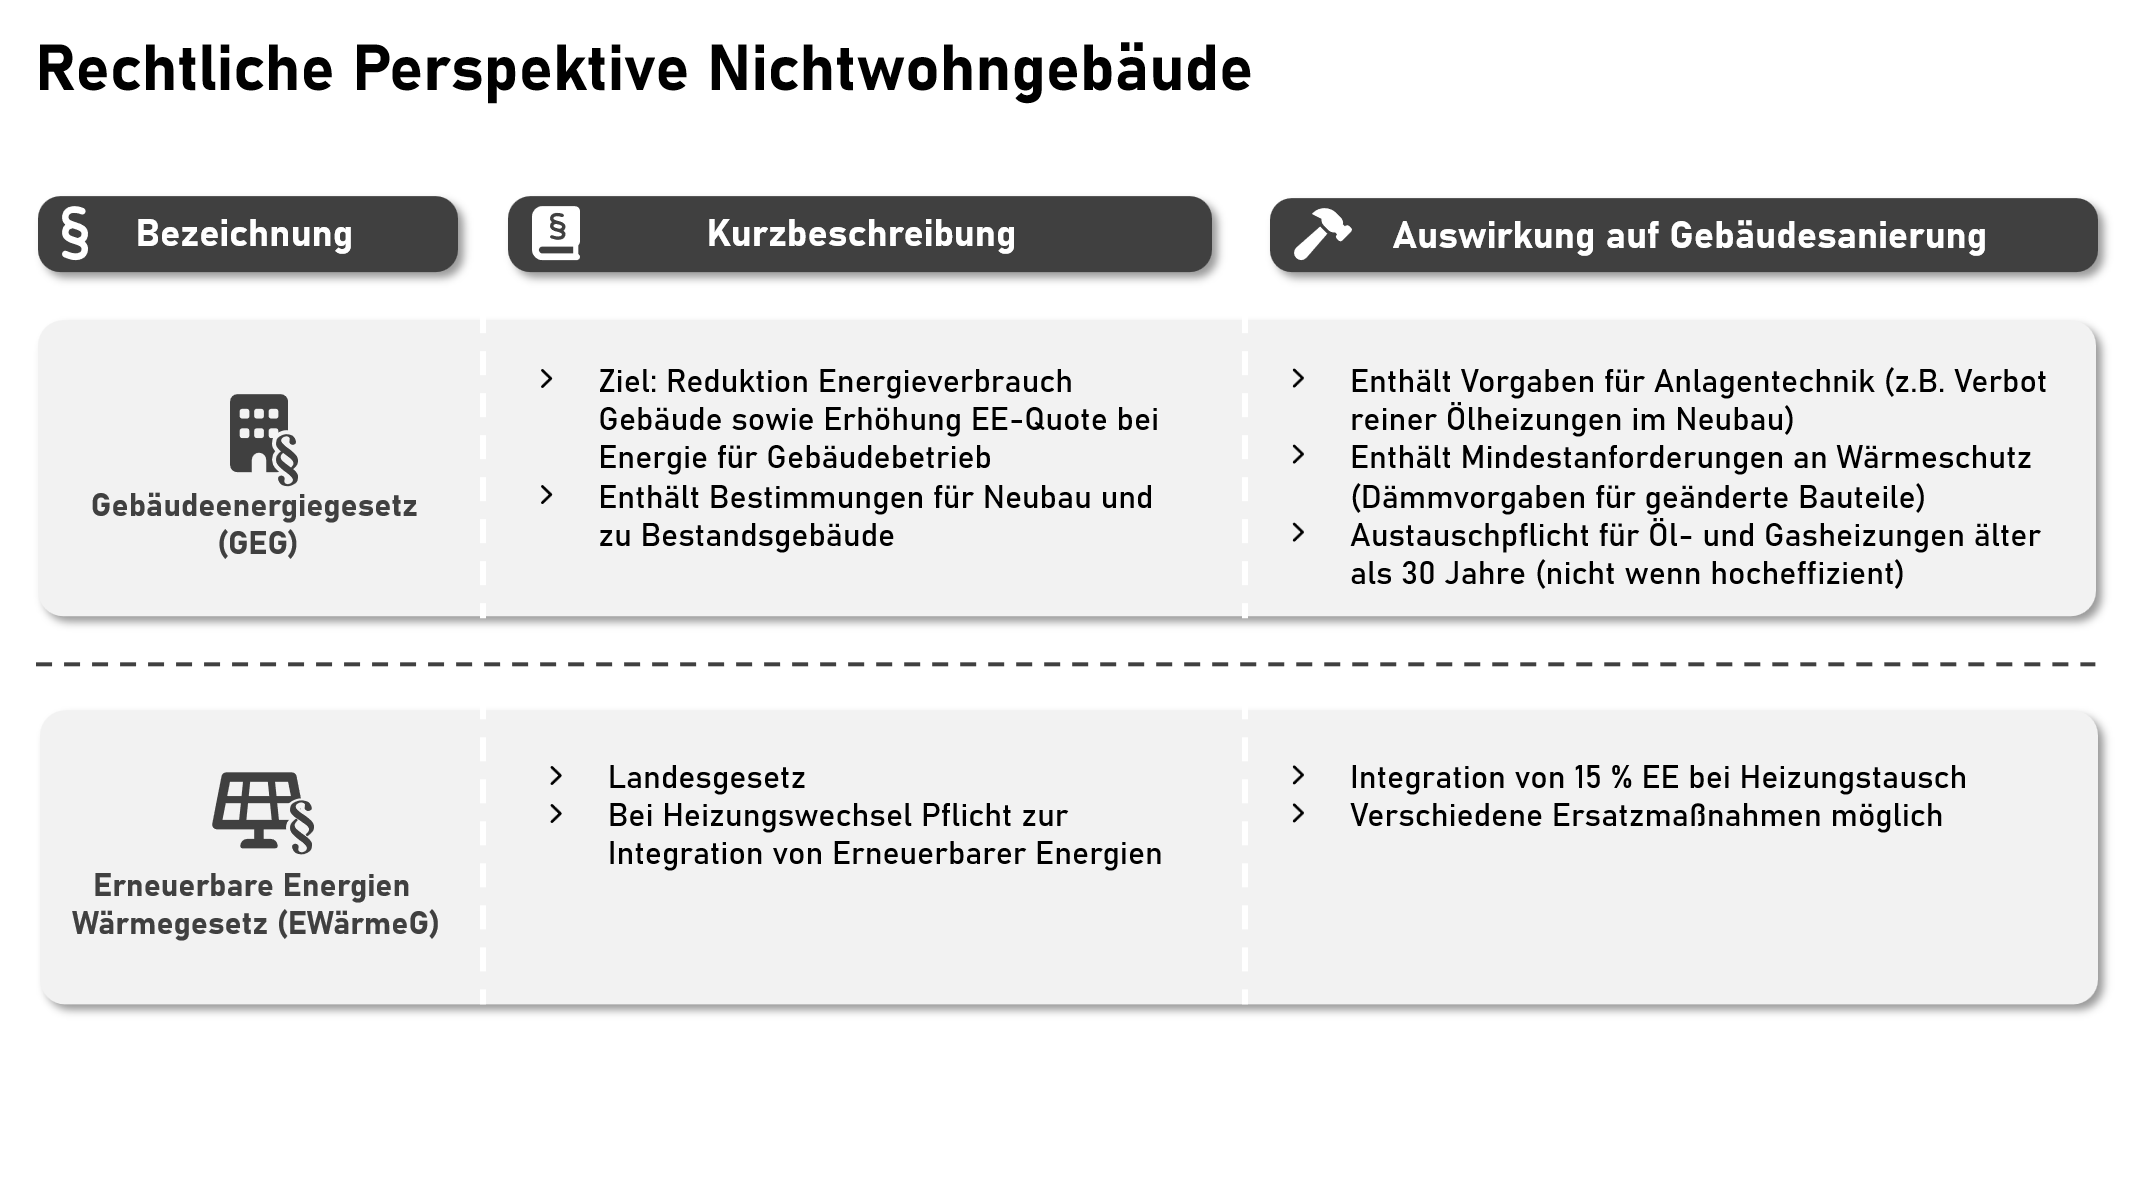 Rechtliche Perspektive Nichtwohngebäude
§ Bezeichnung
§ Kurzbeschreibung
Auswirkung auf Gebäudesanierung
§
Gebäudeenergiegesetz
(GEG)
> Ziel: Reduktion Energieverbrauch
Gebäude sowie Erhöhung EE-Quote bei
Energie für Gebäudebetrieb
> Enthält Bestimmungen für Neubau und
zu Bestandsgebäude
> Enthält Vorgaben für Anlagentechnik (z.B. Verbot
reiner Ölheizungen im Neubau)
> Enthält Mindestanforderungen an Wärmeschutz
(Dämmvorgaben für geänderte Bauteile)
> Austauschpflicht für Öl- und Gasheizungen älter
als 30 Jahre (nicht wenn hocheffizient)
§
Erneuerbare Energien
Wärmegesetz (EWärmeG)
> Landesgesetz
> Bei Heizungswechsel Pflicht zur
Integration von Erneuerbarer Energien
> Integration von 15 % EE bei Heizungstausch
> Verschiedene Ersatzmaßnahmen möglich